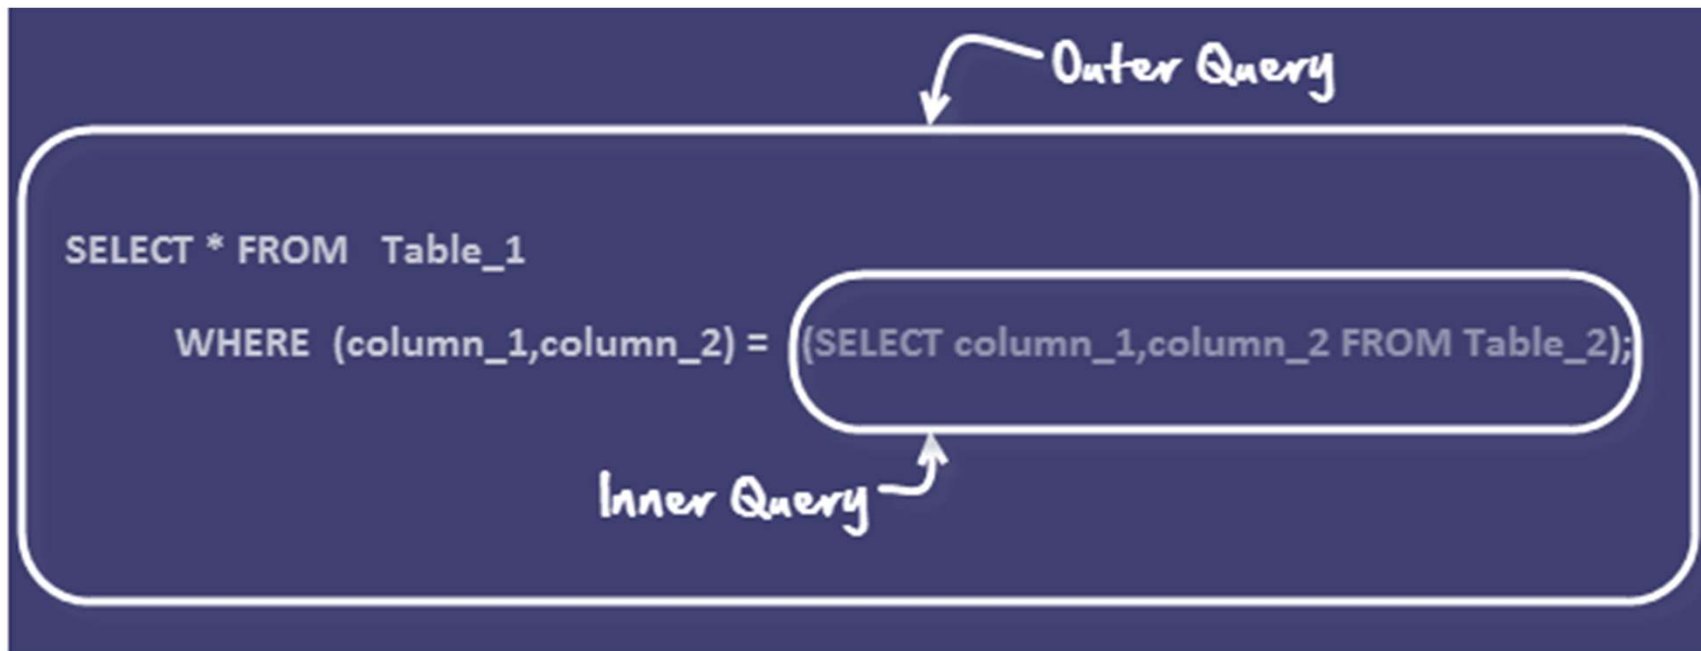 Outer Query
SELECT * FROM Table_1
WHERE (column_1,column_2) = (SELECT column_1,column_2 FROM Table_2);
Inner Query